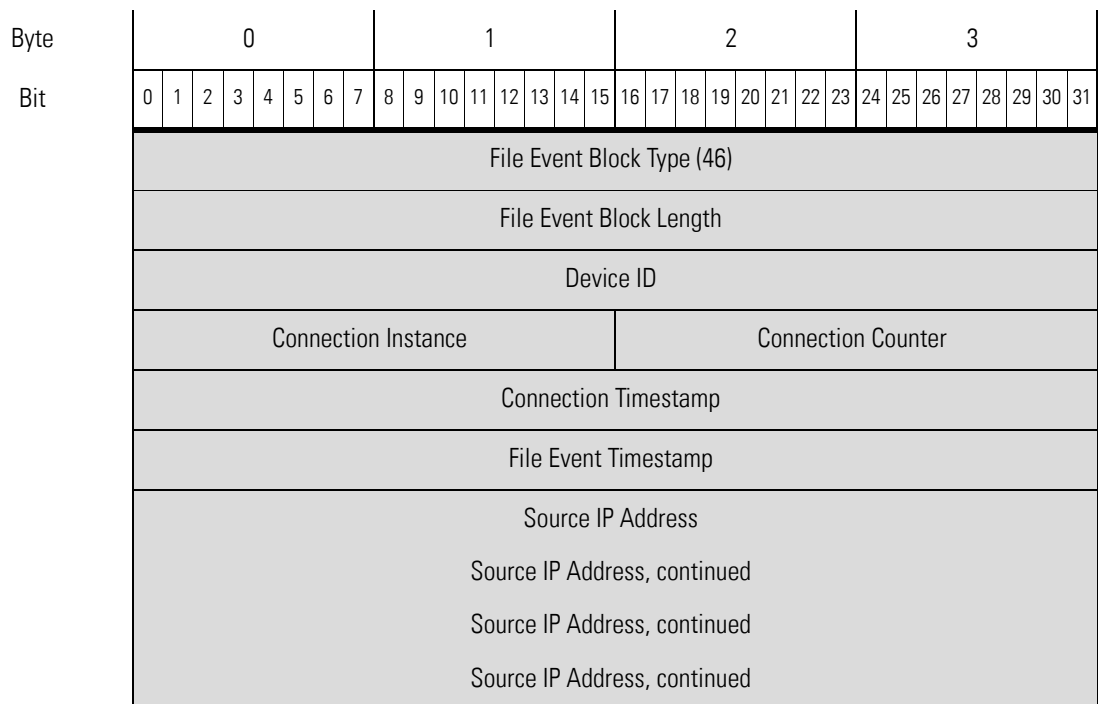 Byte 0 1 2 3
Bit 0 1 2 3 4 5 6 7 8 9 10 11 12 13 14 15 16 17 18 19 20 21 22 23 24 25 26 27 28 29 30 31
File Event Block Type (46)
File Event Block Length
Device ID
Connection Instance Connection Counter
Connection Timestamp
File Event Timestamp
Source IP Address
Source IP Address, continued
Source IP Address, continued
Source IP Address, continued